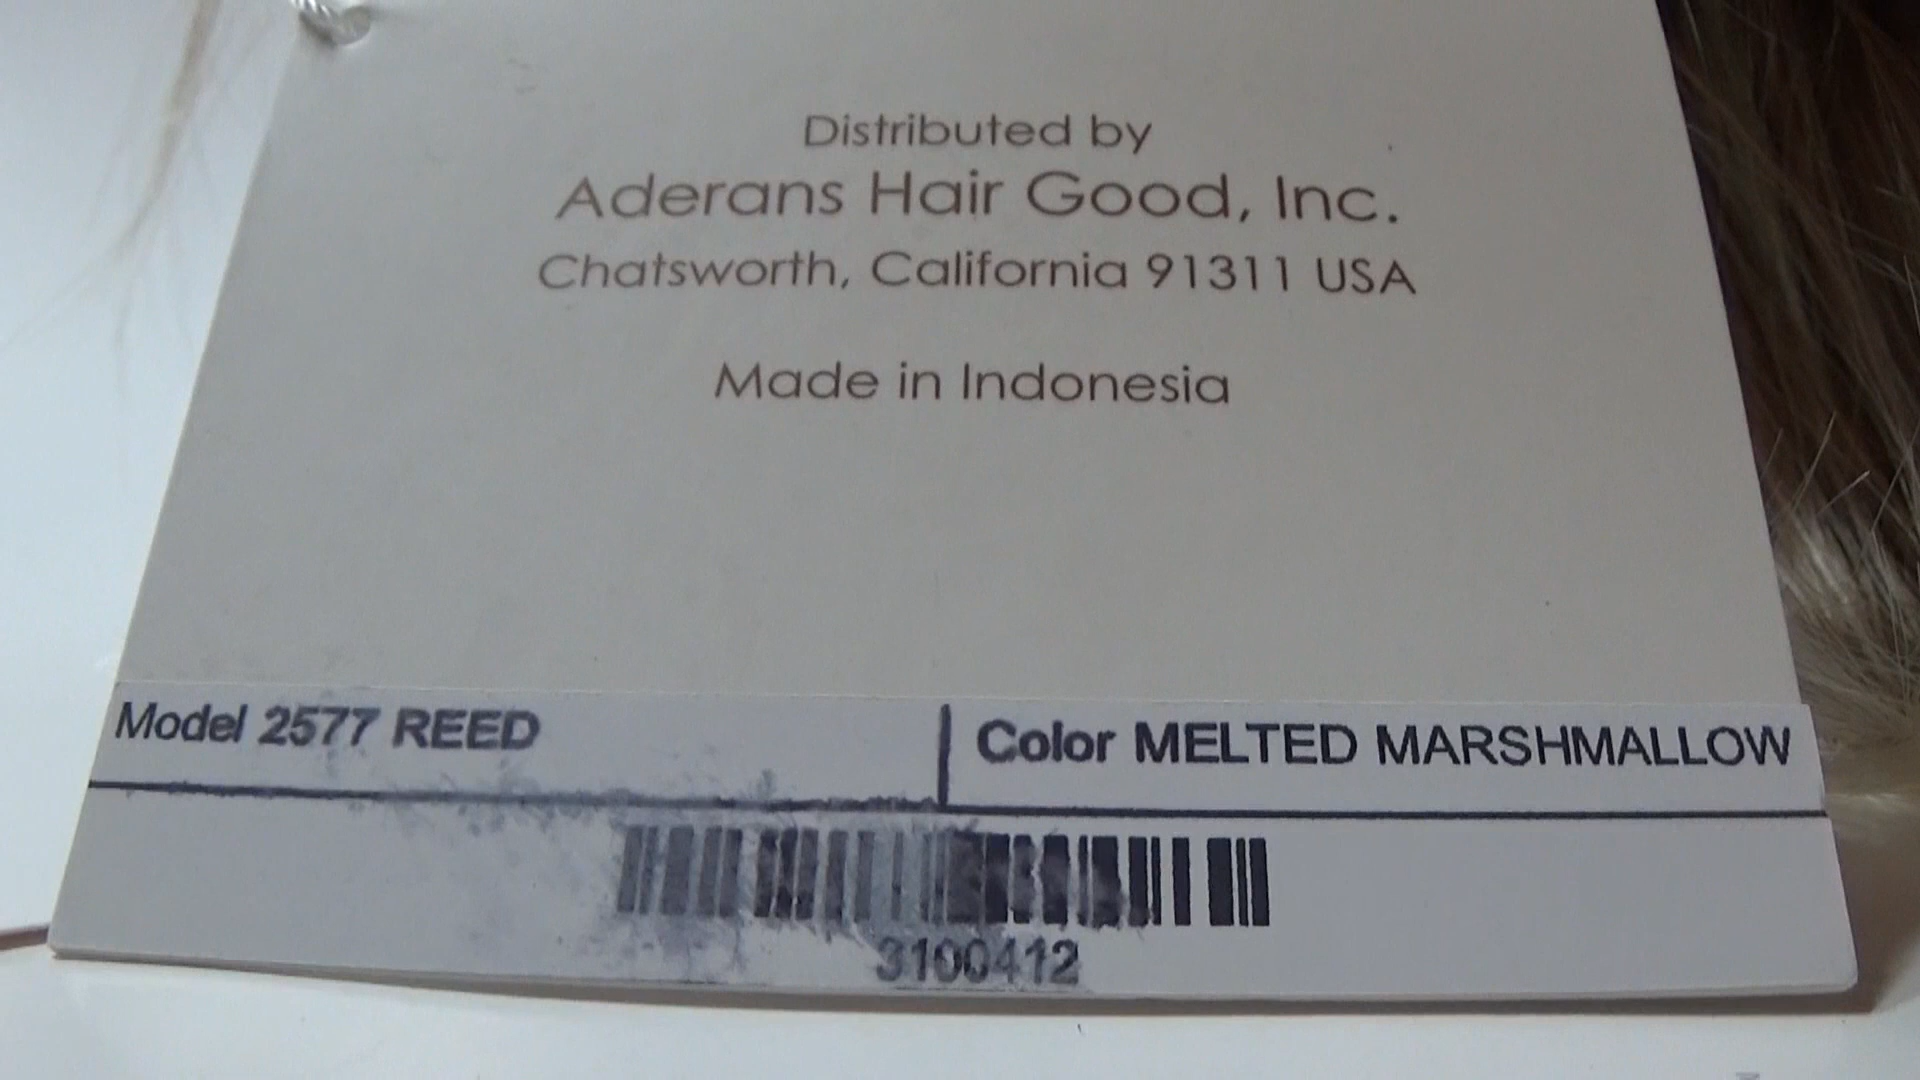 Distributed by
Aderans Hair Good, Inc.
Chatsworth, California 91311 USA
Made in Indonesia
Model 2577 REED
Color MELTED MARSHMALLOW
3100412